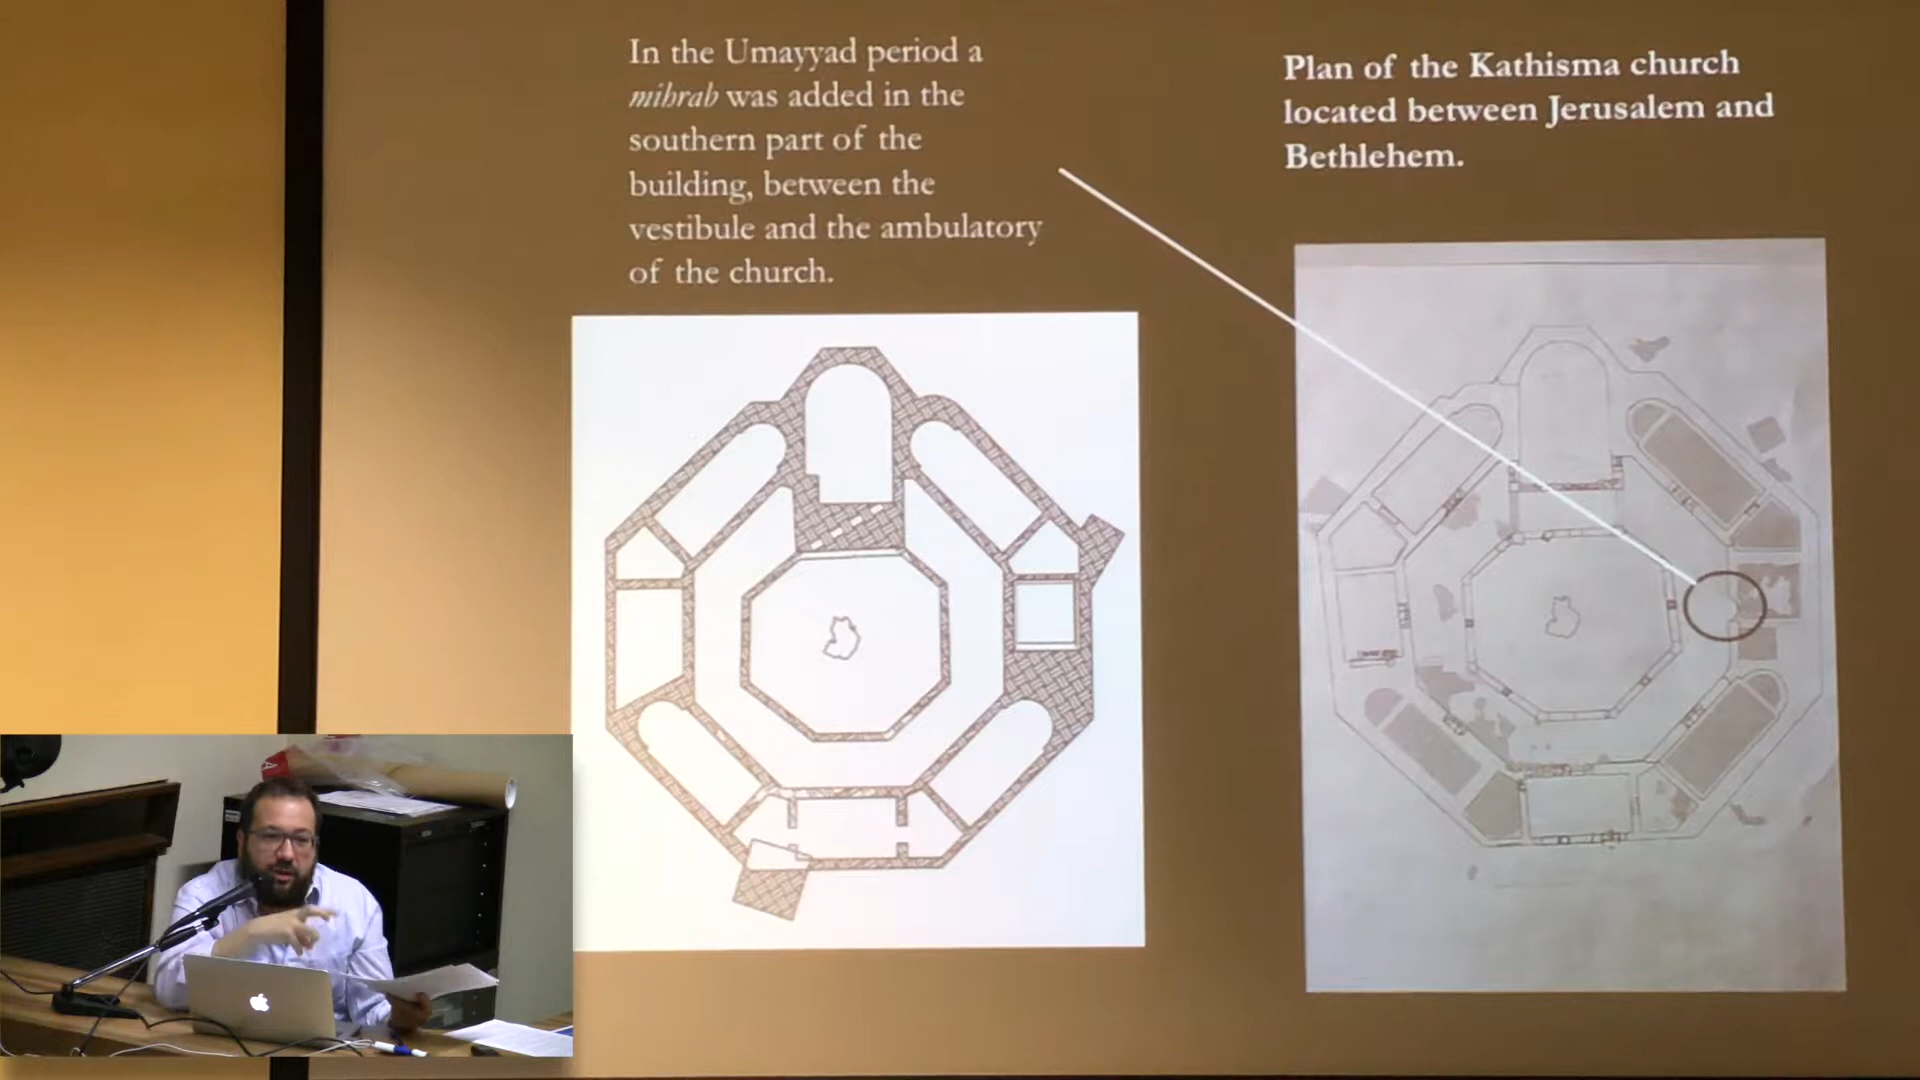 In the Umayyad period a
mihrab was added in the
southern part of the
building, between the
vestibule and the ambulatory
of the church.
Plan of the Kathisma church
located between Jerusalem and
Bethlehem.